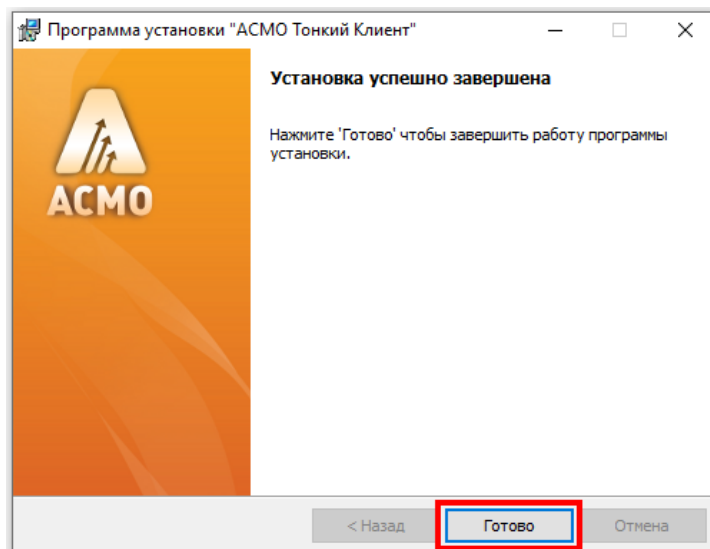 Программа установки "АСМО Тонкий Клиент"
Установка успешно завершена
Нажмите 'Готово' чтобы завершить работу программы
установки.
АСМО
< Назад
Готово
Отмена